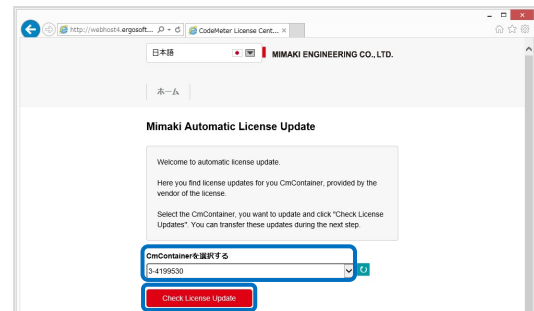 http://webhost4.ergosoft...
CodeMeter License Cent...
日本語
MIMAKI ENGINEERING CO., LTD.
ホーム
Mimaki Automatic License Update
Welcome to automatic license update.
Here you find license updates for you CmContainer, provided by the
vendor of the license.
Select the CmContainer, you want to update and click "Check License
Updates". You can transfer these updates during the next step.
CmContainerを選択する
3-4199530
Check License Update